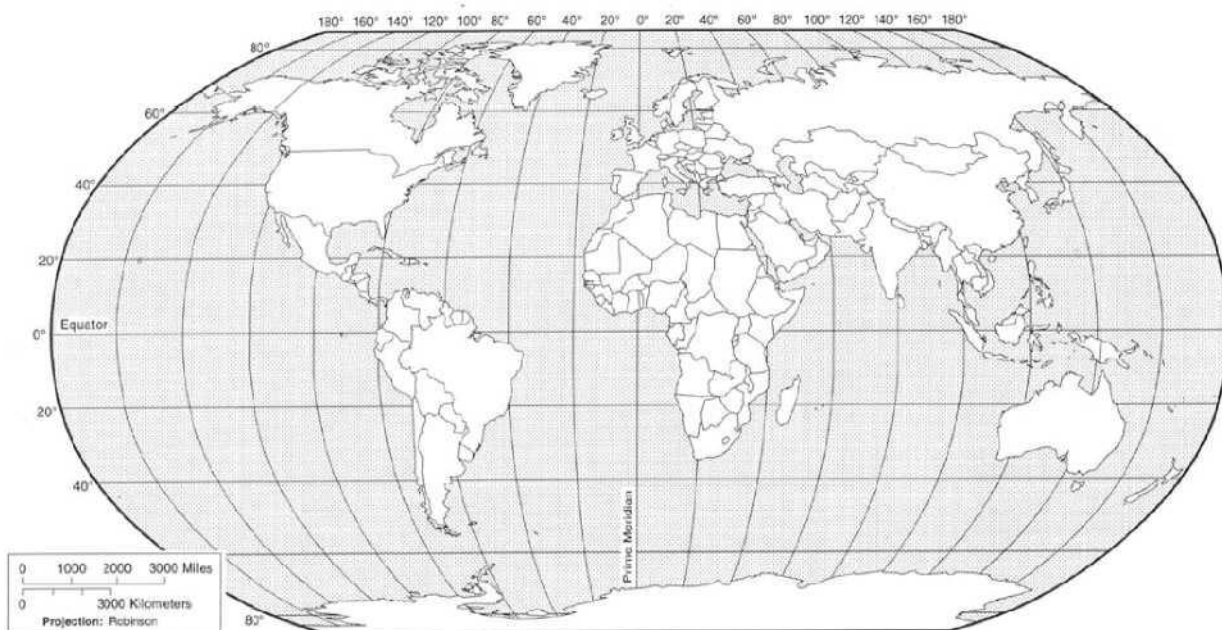 180° 160° 140° 120° 100° 80° 60° 40° 20° 0° 20° 40° 60° 80° 100° 120° 140° 160° 180°
80°
60°
40°
20°
Equator
0°
20°
40°
Prime Meridian
0 1000 2000 3000 Miles
0 3000 Kilometers
Projection: Robinson
80°